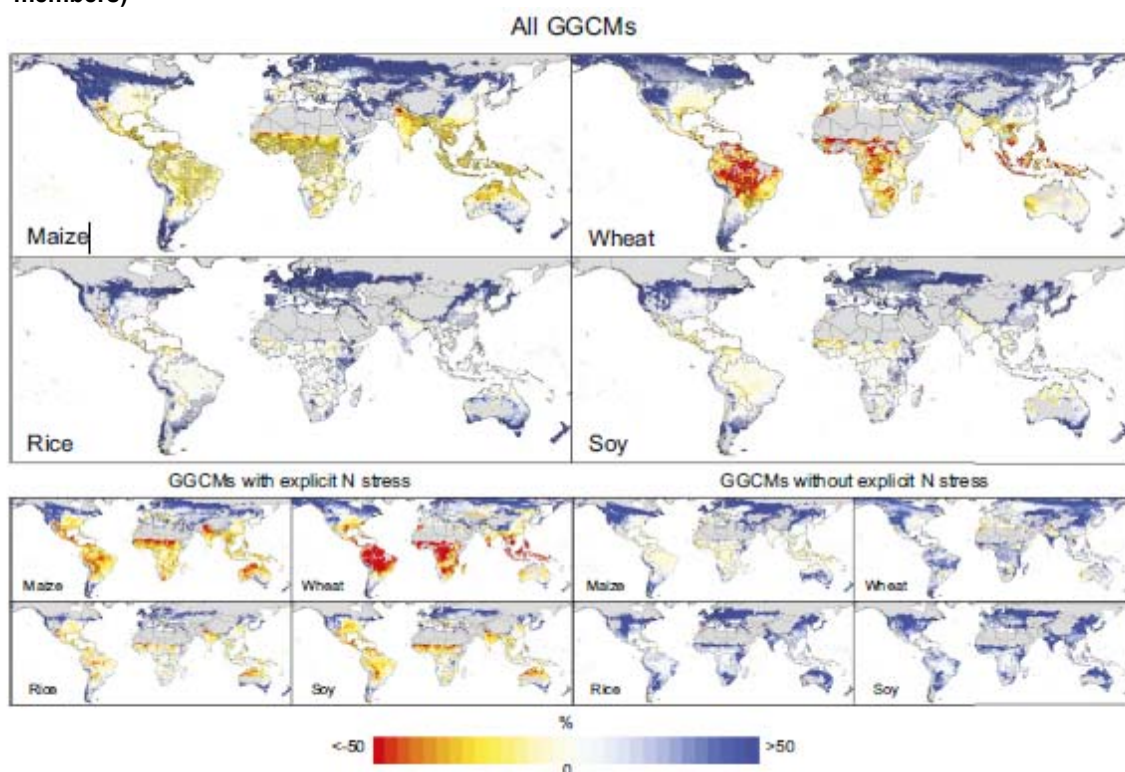 members)
All GGCMs
Maize
Wheat
Rice
Soy
GGCMs with explicit N stress
GGCMs without explicit N stress
Maize
Wheat
Maize
Wheat
Rice
Soy
Rice
Soy
%
<-50
>50
0